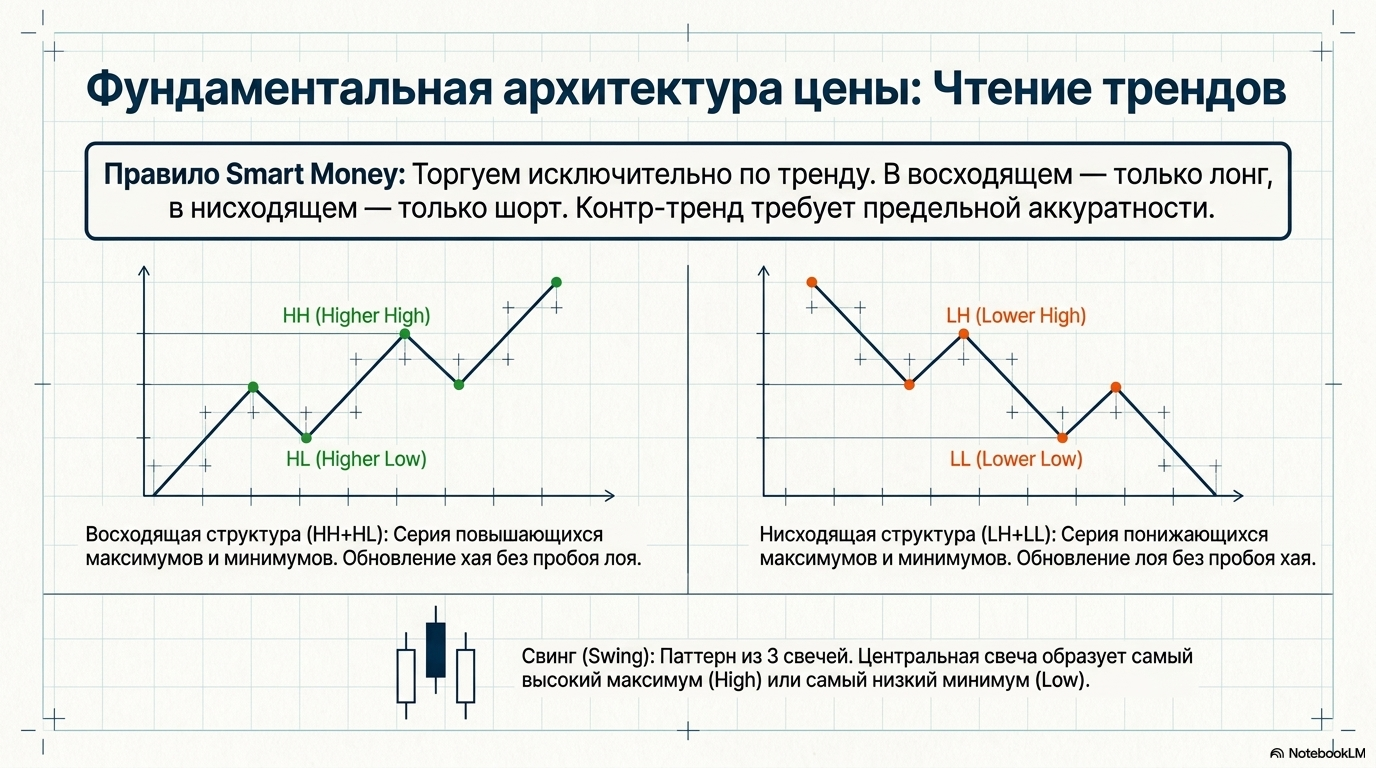 Фундаментальная архитектура цены: Чтение трендов
Правило Smart Money: Торгуем исключительно по тренду. В восходящем — только лонг,
в нисходящем — только шорт. Контр-тренд требует предельной аккуратности.
HH (Higher High)
HL (Higher Low)
LH (Lower High)
LL (Lower Low)
Восходящая структура (HH+HL): Серия повышающихся
максимумов и минимумов. Обновление хая без пробоя лоя.
Нисходящая структура (LH+LL): Серия понижающихся
максимумов и минимумов. Обновление лоя без пробоя хая.
Свинг (Swing): Паттерн из 3 свечей. Центральная свеча образует самый
высокий максимум (High) или самый низкий минимум (Low).
NotebookLM